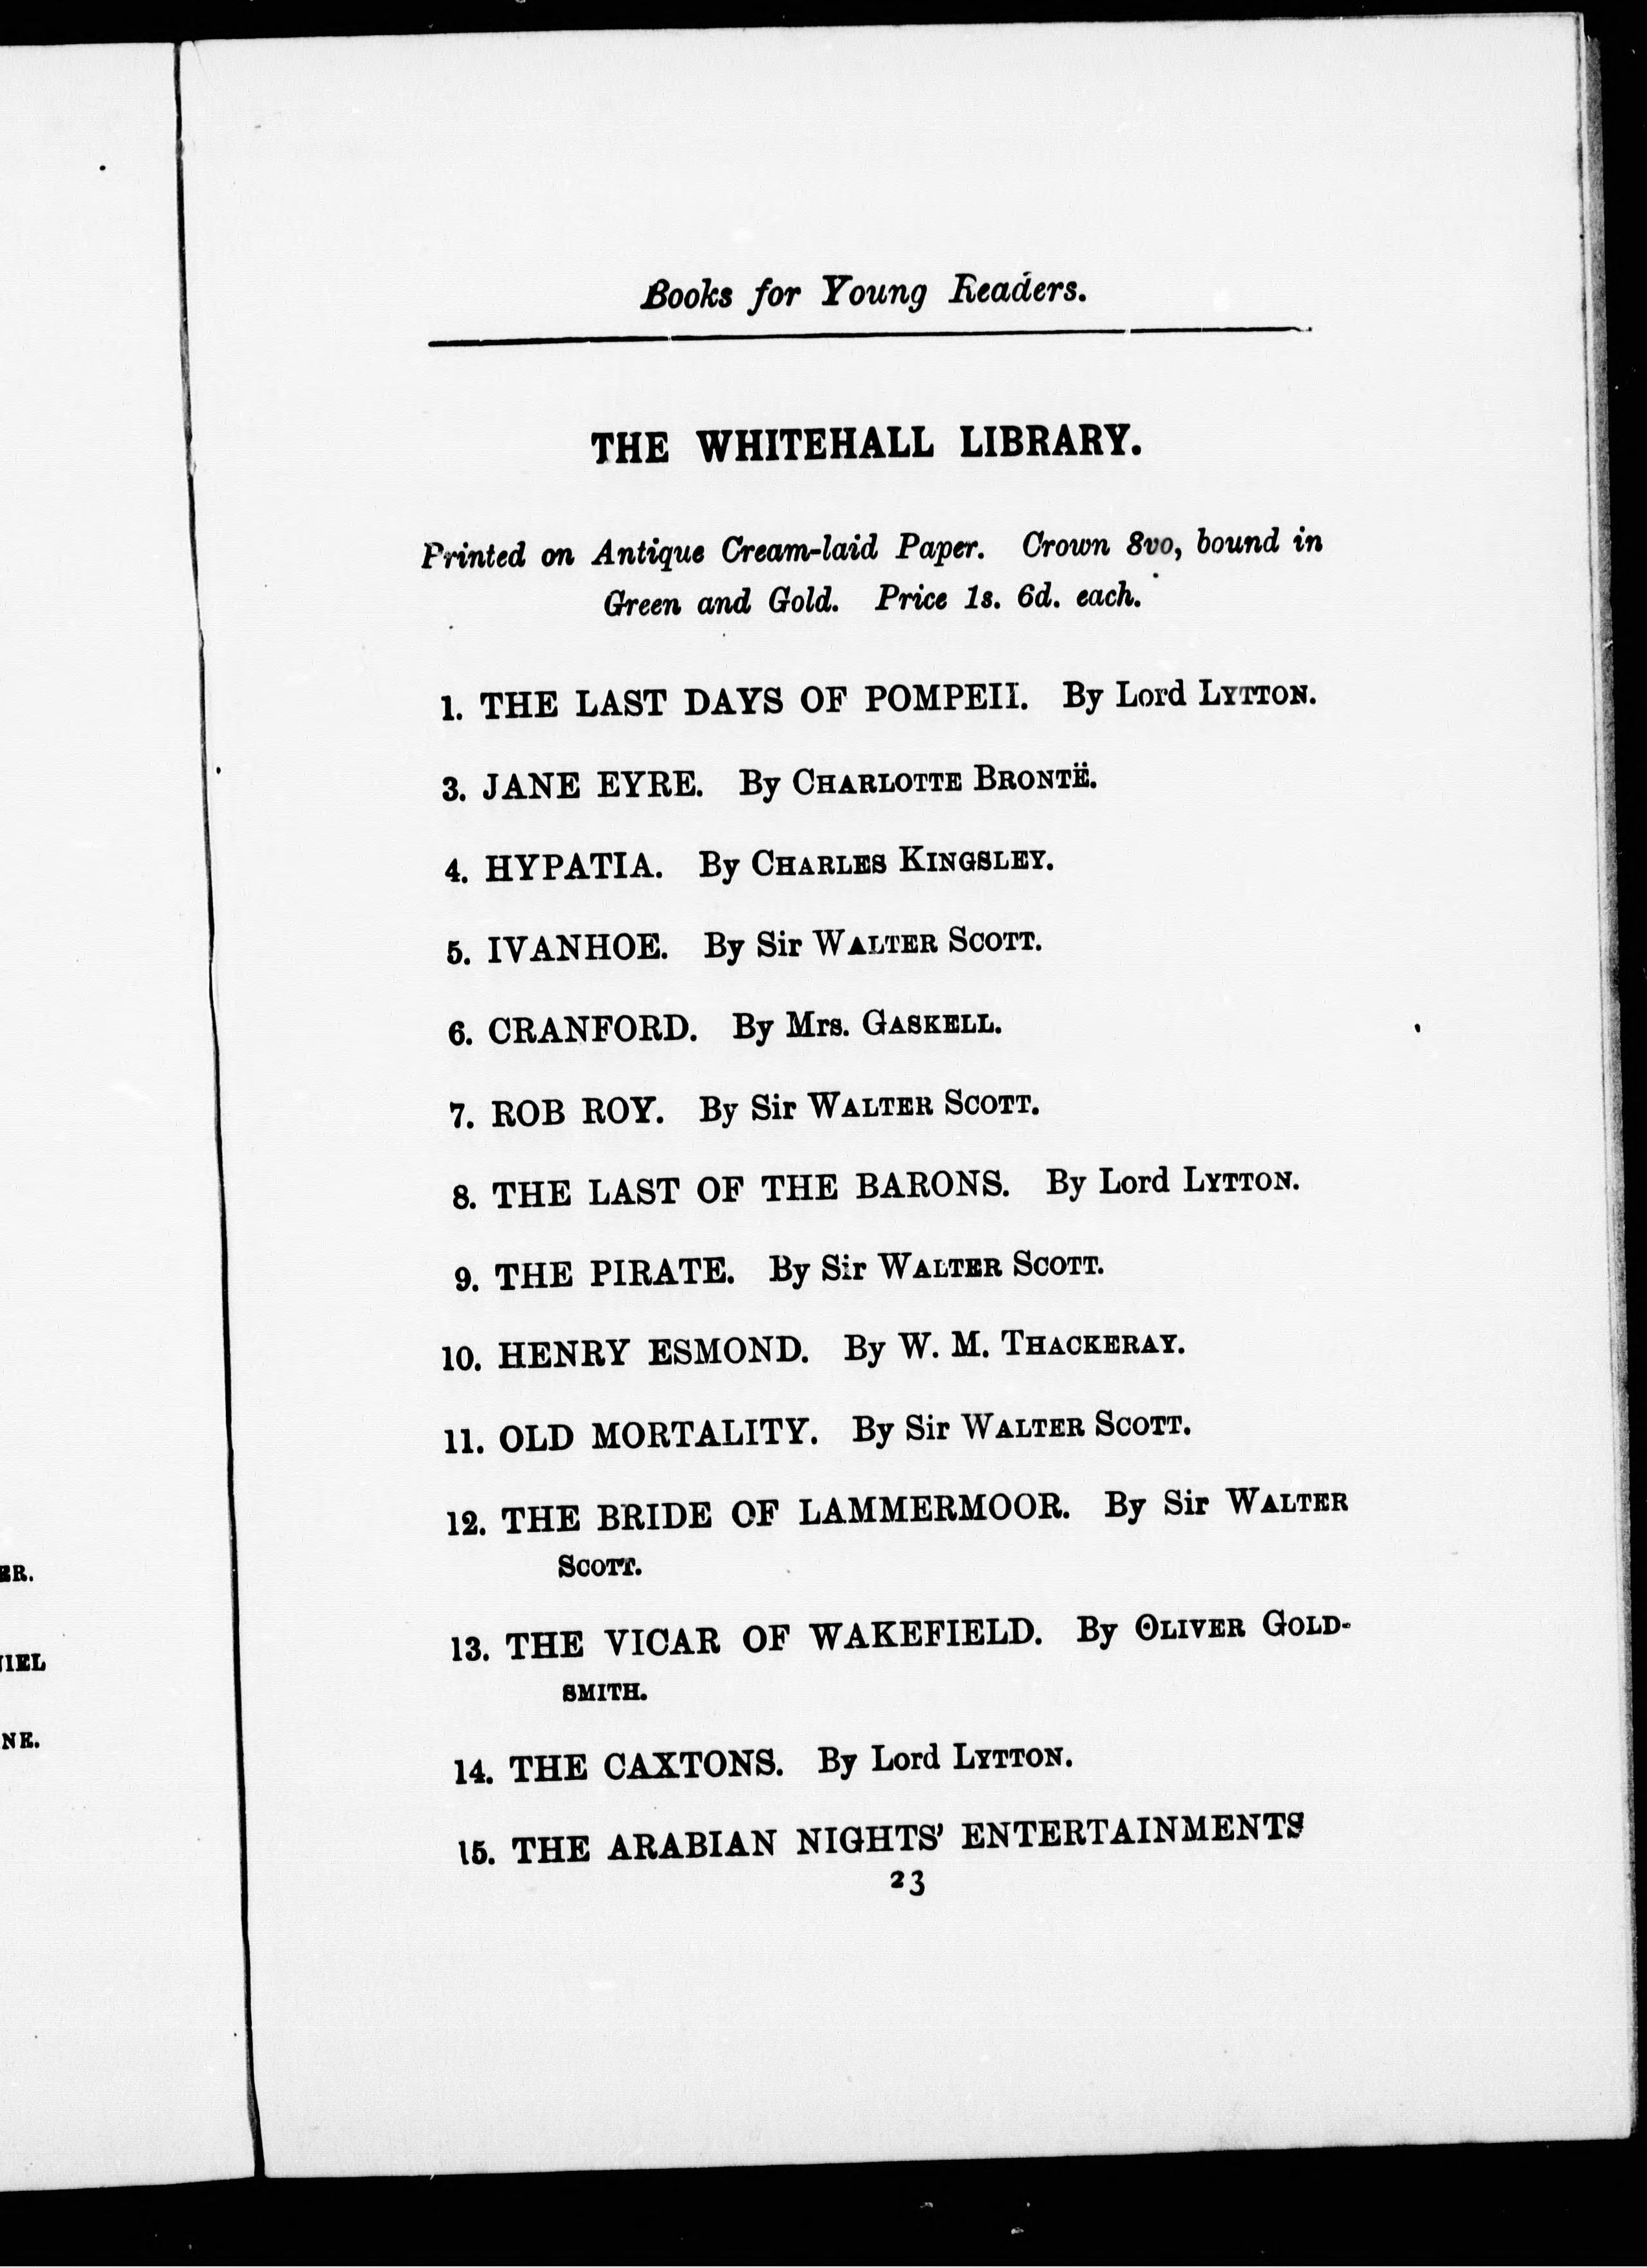 Books for Young Readers.
THE WHITEHALL LIBRARY.
Printed on Antique Cream-laid Paper. Crown 8vo, bound in
Green and Gold. Price 1s. 6d. each.
1. THE LAST DAYS OF POMPEII. By Lord LYTTON.
3. JANE EYRE. By CHARLOTTE BRONTË.
4. HYPATIA. By CHARLES KINGSLEY.
5. IVANHOE. By Sir WALTER SCOTT.
6. CRANFORD. By Mrs. GASKELL.
7. ROB ROY. By Sir WALTER SCOTT.
8. THE LAST OF THE BARONS. By Lord LYTTON.
9. THE PIRATE. By Sir WALTER SCOTT.
10. HENRY ESMOND. By W. M. THACKERAY.
11. OLD MORTALITY. By Sir WALTER SCOTT.
12. THE BRIDE OF LAMMERMOOR. By Sir WALTER
SCOTT.
13. THE VICAR OF WAKEFIELD. By OLIVER GOLD-
SMITH.
14. THE CAXTONS. By Lord LYTTON.
15. THE ARABIAN NIGHTS' ENTERTAINMENTS
23